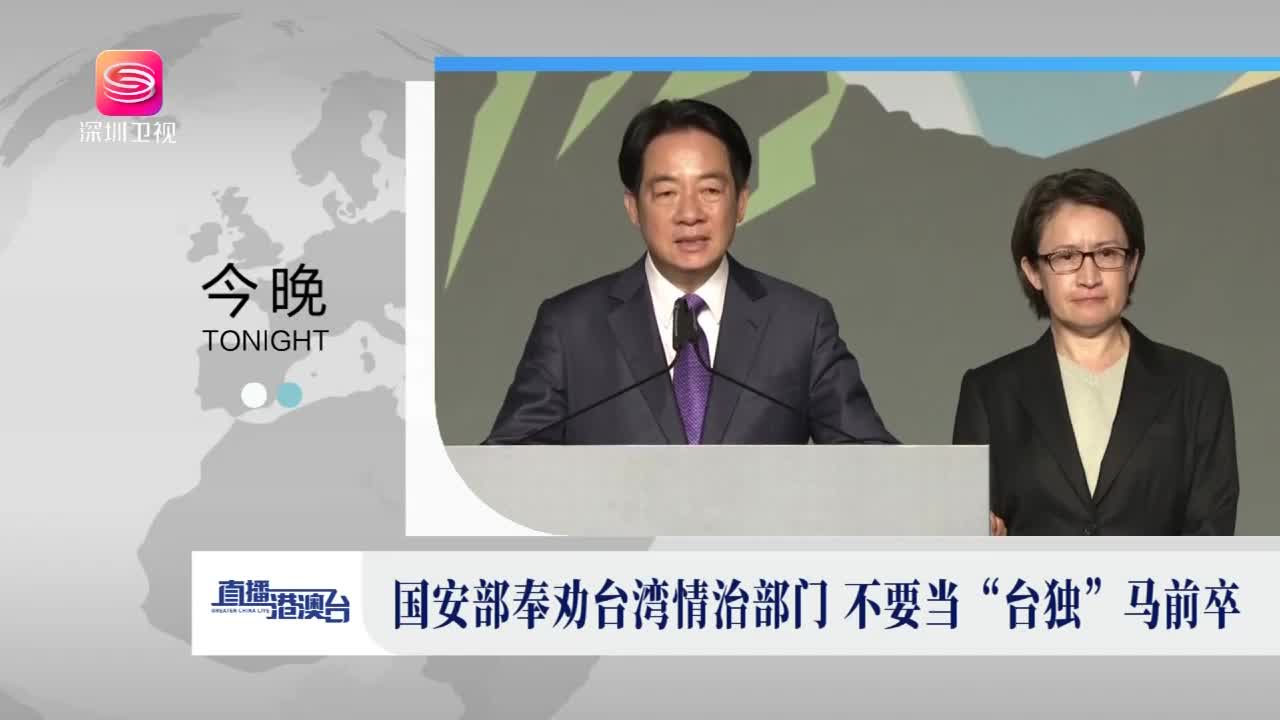 深圳卫视
今晚
TONIGHT
直播港澳台
GREATER CHINA LIVE
国安部奉劝台湾情治部门 不要当“台独”马前卒